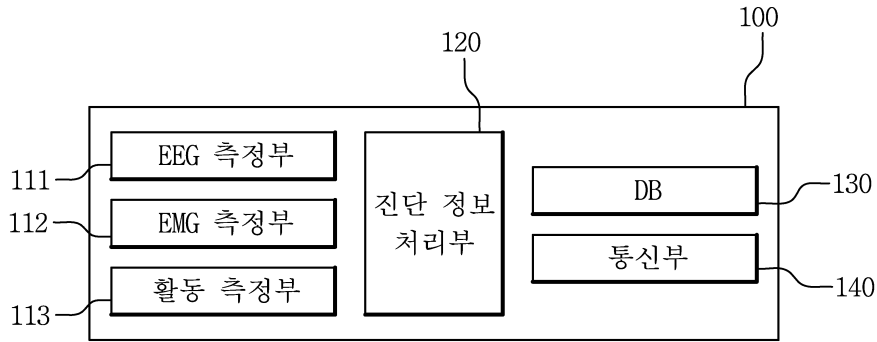 100
120
EEG 측정부
111
진단 정보
처리부
DB
130
EMG 측정부
112
통신부
140
활동 측정부
113